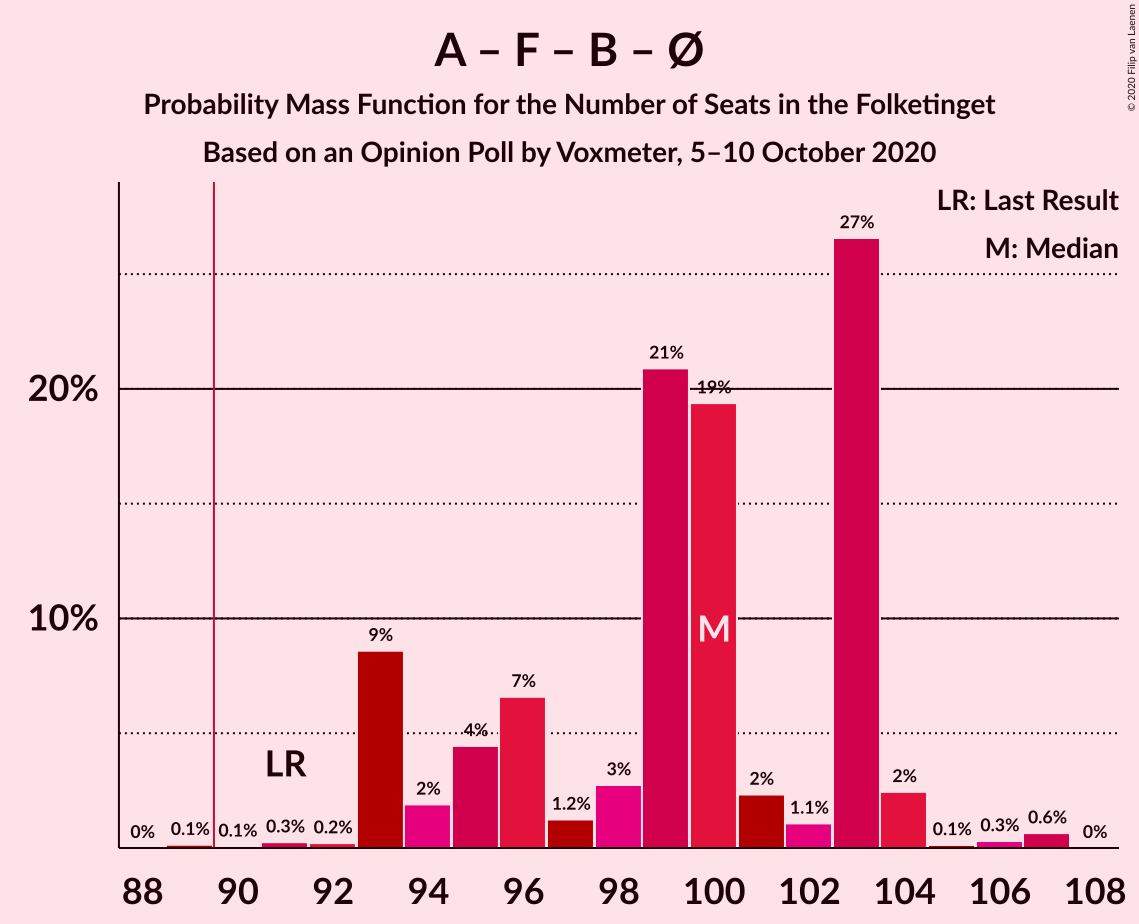 A – F – B – Ø
Probability Mass Function for the Number of Seats in the Folketinget
Based on an Opinion Poll by Voxmeter, 5–10 October 2020
© 2020 Filip van Laenen
LR: Last Result
M: Median
20%
10%
0%
0.1%
0.1%
0.3%
0.2%
9%
2%
4%
7%
1.2%
3%
21%
19%
2%
1.1%
27%
2%
0.1%
0.3%
0.6%
0%
LR
M
88 90 92 94 96 98 100 102 104 106 108